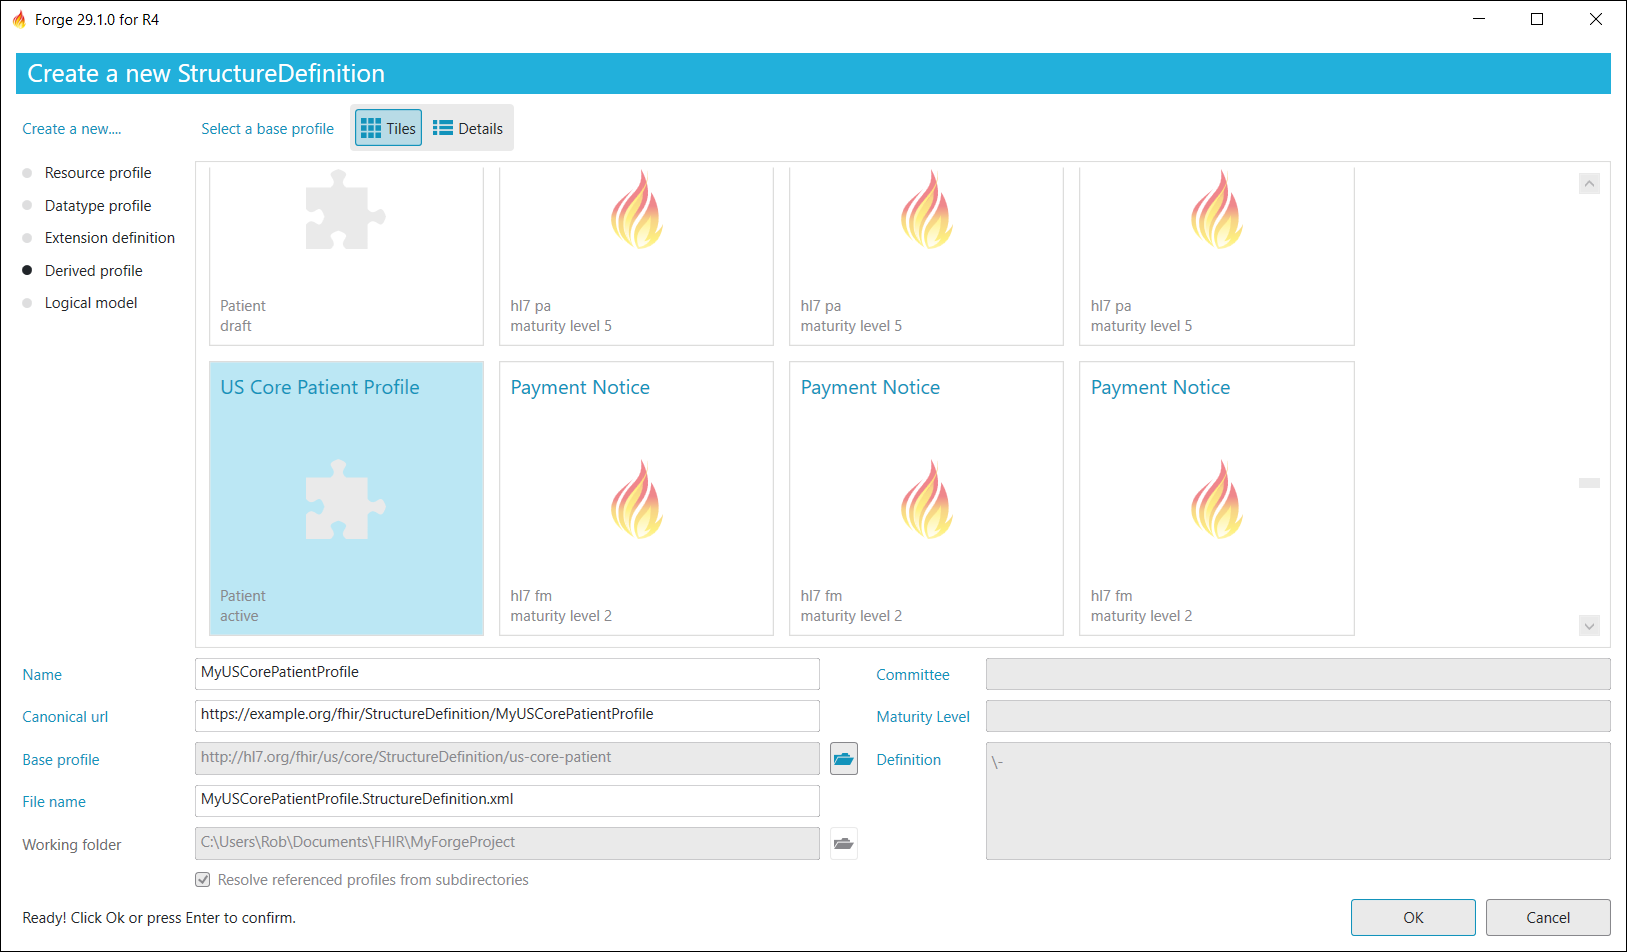 Forge 29.1.0 for R4
Create a new StructureDefinition
Create a new....
Select a base profile
Tiles
Details
Resource profile
Datatype profile
Extension definition
Derived profile
Logical model
Patient
draft
hl7 pa
maturity level 5
hl7 pa
maturity level 5
hl7 pa
maturity level 5
US Core Patient Profile
Patient
active
Payment Notice
hl7 fm
maturity level 2
Payment Notice
hl7 fm
maturity level 2
Payment Notice
hl7 fm
maturity level 2
Name
MyUSCorePatientProfile
Canonical url
https://example.org/fhir/StructureDefinition/MyUSCorePatientProfile
Base profile
http://hl7.org/fhir/us/core/StructureDefinition/us-core-patient
File name
MyUSCorePatientProfile.StructureDefinition.xml
Working folder
C:\Users\Rob\Documents\FHIR\MyForgeProject
Resolve referenced profiles from subdirectories
Committee
Maturity Level
Definition
\-
Ready! Click Ok or press Enter to confirm.
OK
Cancel